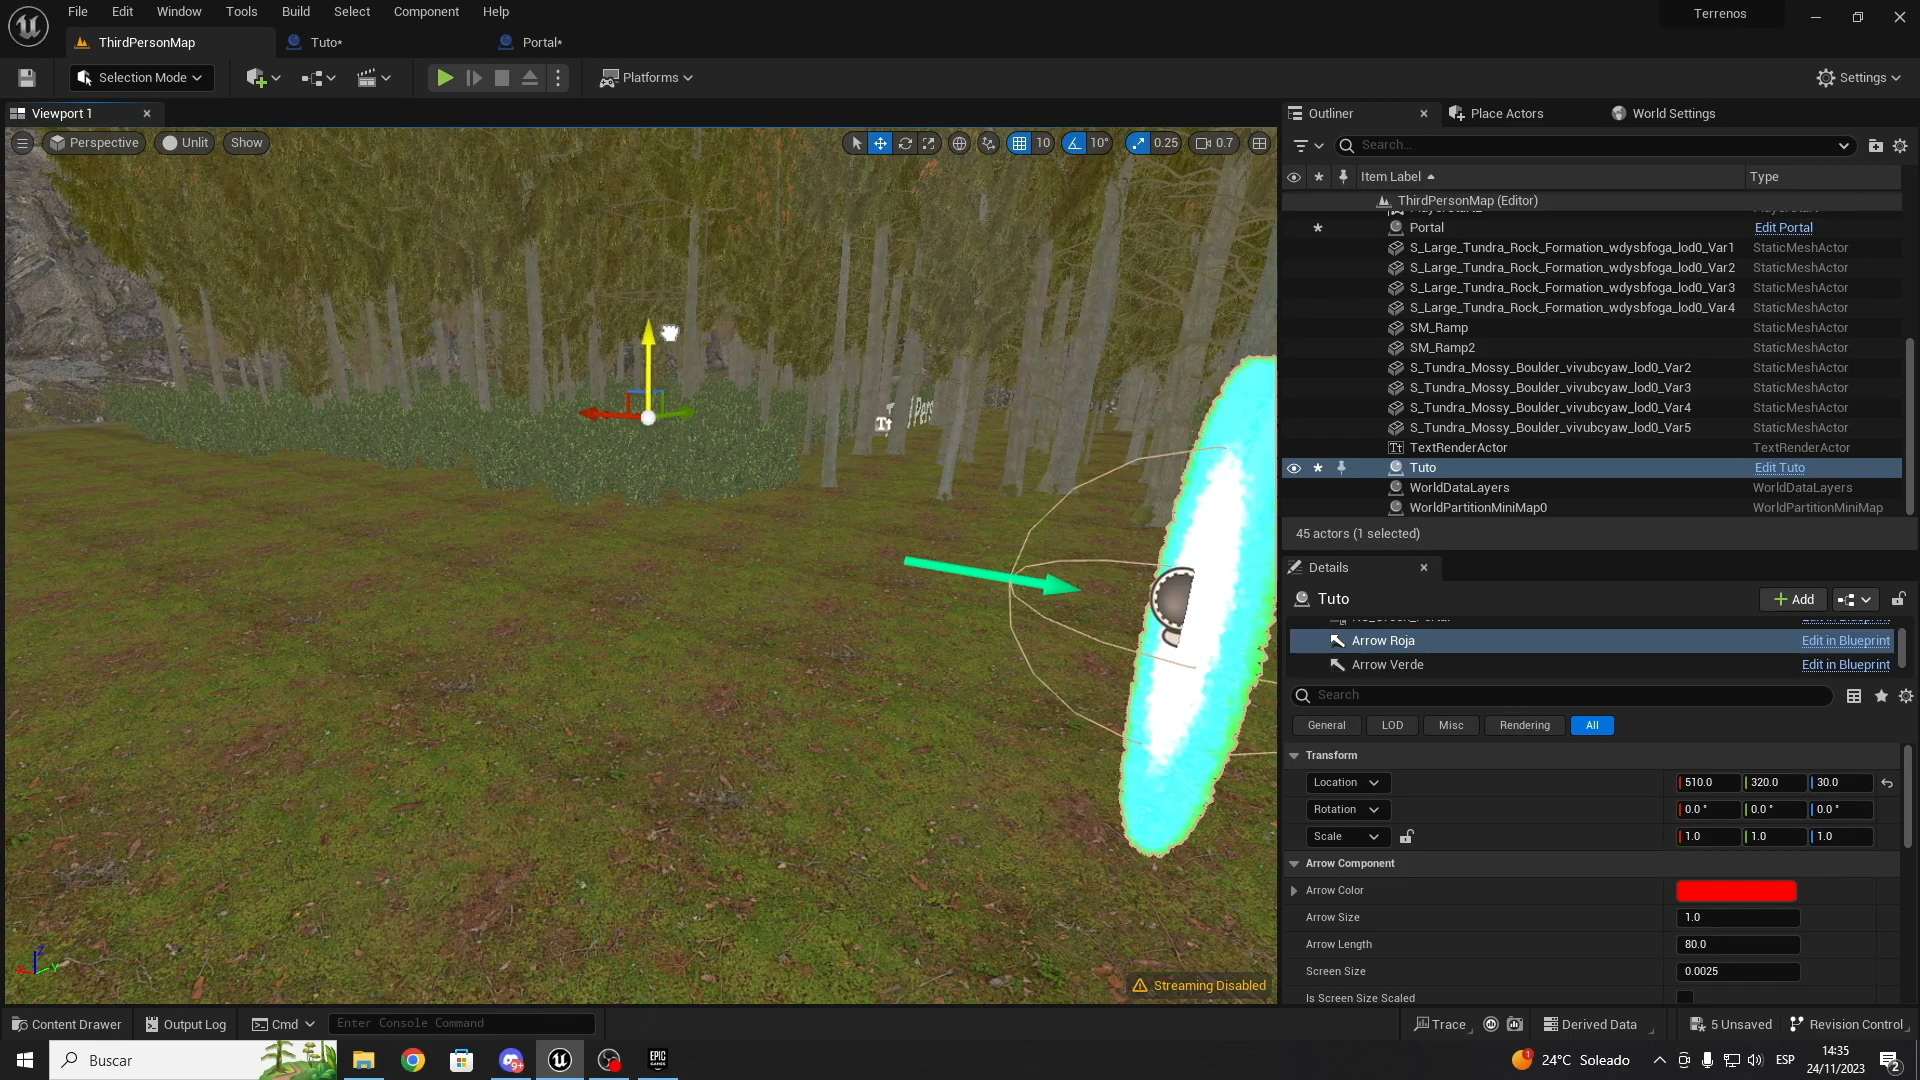 File Edit Window Tools Build Select Component Help
Terrenos
ThirdPersonMap
Tuto*
Portal*
Selection Mode
Platforms
Settings
Viewport 1
Outliner
Place Actors
World Settings
Perspective
Unlit
Show
10
10°
0.25
0.7
Search...
Item Label
Type
ThirdPersonMap (Editor)
Portal Edit Portal
S_Large_Tundra_Rock_Formation_wdysbfoga_lod0_Var1 StaticMeshActor
S_Large_Tundra_Rock_Formation_wdysbfoga_lod0_Var2 StaticMeshActor
S_Large_Tundra_Rock_Formation_wdysbfoga_lod0_Var3 StaticMeshActor
S_Large_Tundra_Rock_Formation_wdysbfoga_lod0_Var4 StaticMeshActor
SM_Ramp StaticMeshActor
SM_Ramp2 StaticMeshActor
S_Tundra_Mossy_Boulder_vivubcyaw_lod0_Var2 StaticMeshActor
S_Tundra_Mossy_Boulder_vivubcyaw_lod0_Var3 StaticMeshActor
S_Tundra_Mossy_Boulder_vivubcyaw_lod0_Var4 StaticMeshActor
S_Tundra_Mossy_Boulder_vivubcyaw_lod0_Var5 StaticMeshActor
TextRenderActor TextRenderActor
Tuto Edit Tuto
WorldDataLayers WorldDataLayers
WorldPartitionMiniMap0 WorldPartitionMiniMap
45 actors (1 selected)
Details
Tuto
Add
Arrow Roja Edit in Blueprint
Arrow Verde Edit in Blueprint
Search
General LOD Misc Rendering All
Transform
Location 510.0 320.0 30.0
Rotation 0.0 ° 0.0 ° 0.0 °
Scale 1.0 1.0 1.0
Arrow Component
Arrow Color
Arrow Size 1.0
Arrow Length 80.0
Screen Size 0.0025
Is Screen Size Scaled
Tt
Streaming Disabled
Content Drawer
Output Log
Cmd
Enter Console Command
Trace
Derived Data
5 Unsaved
Revision Control
Buscar
9+
EPIC GAMES
1
24°C Soleado
ESP
14:35
24/11/2023
2